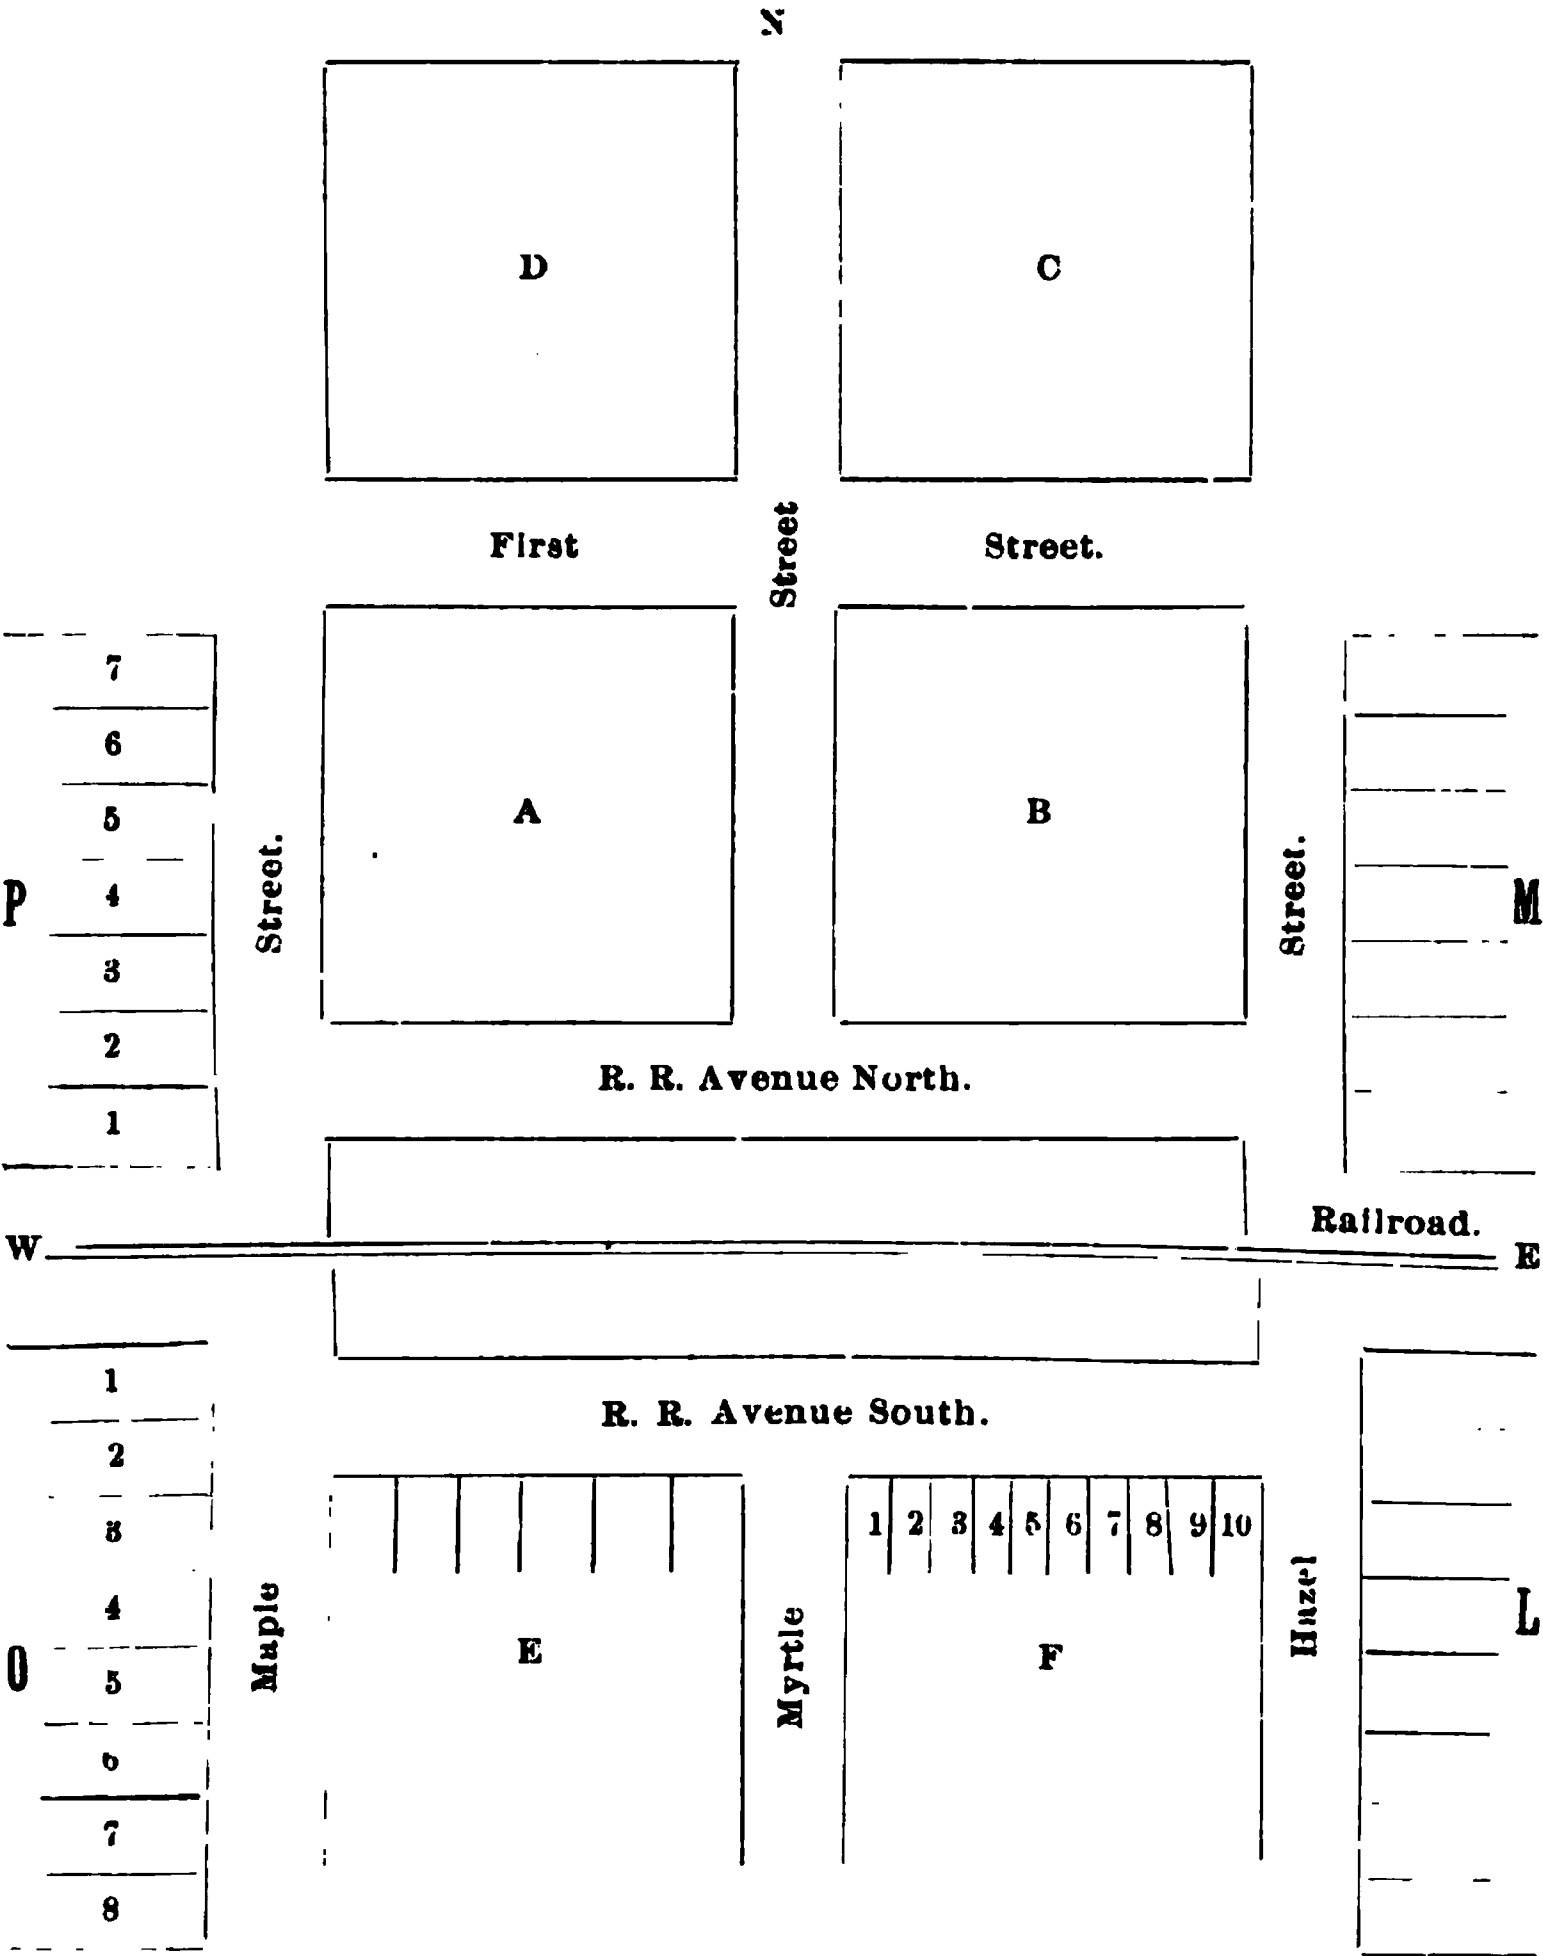 N
D C
First Street Street.
7
6
A B
5
Street. Street.
P 4 M
3
2
R. R. Avenue North.
1
Railroad.
W E
1
R. R. Avenue South.
2
3 1 2 3 4 5 6 7 8 9 10
4
Maple E Myrtle F Hazel L
O 5
6
7
8